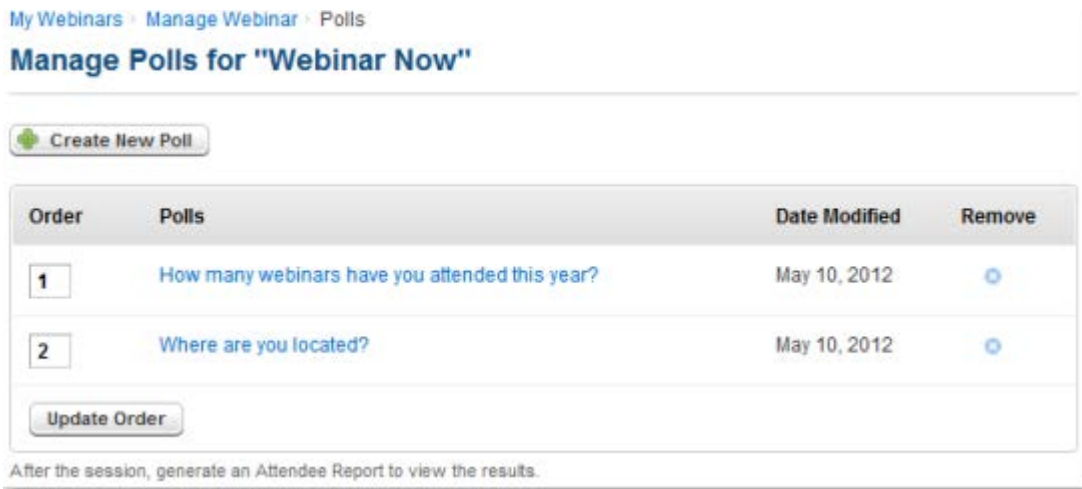 My Webinars › Manage Webinar › Polls
Manage Polls for "Webinar Now"
Create New Poll
Order Polls Date Modified Remove
1 How many webinars have you attended this year? May 10, 2012
2 Where are you located? May 10, 2012
Update Order
After the session, generate an Attendee Report to view the results.